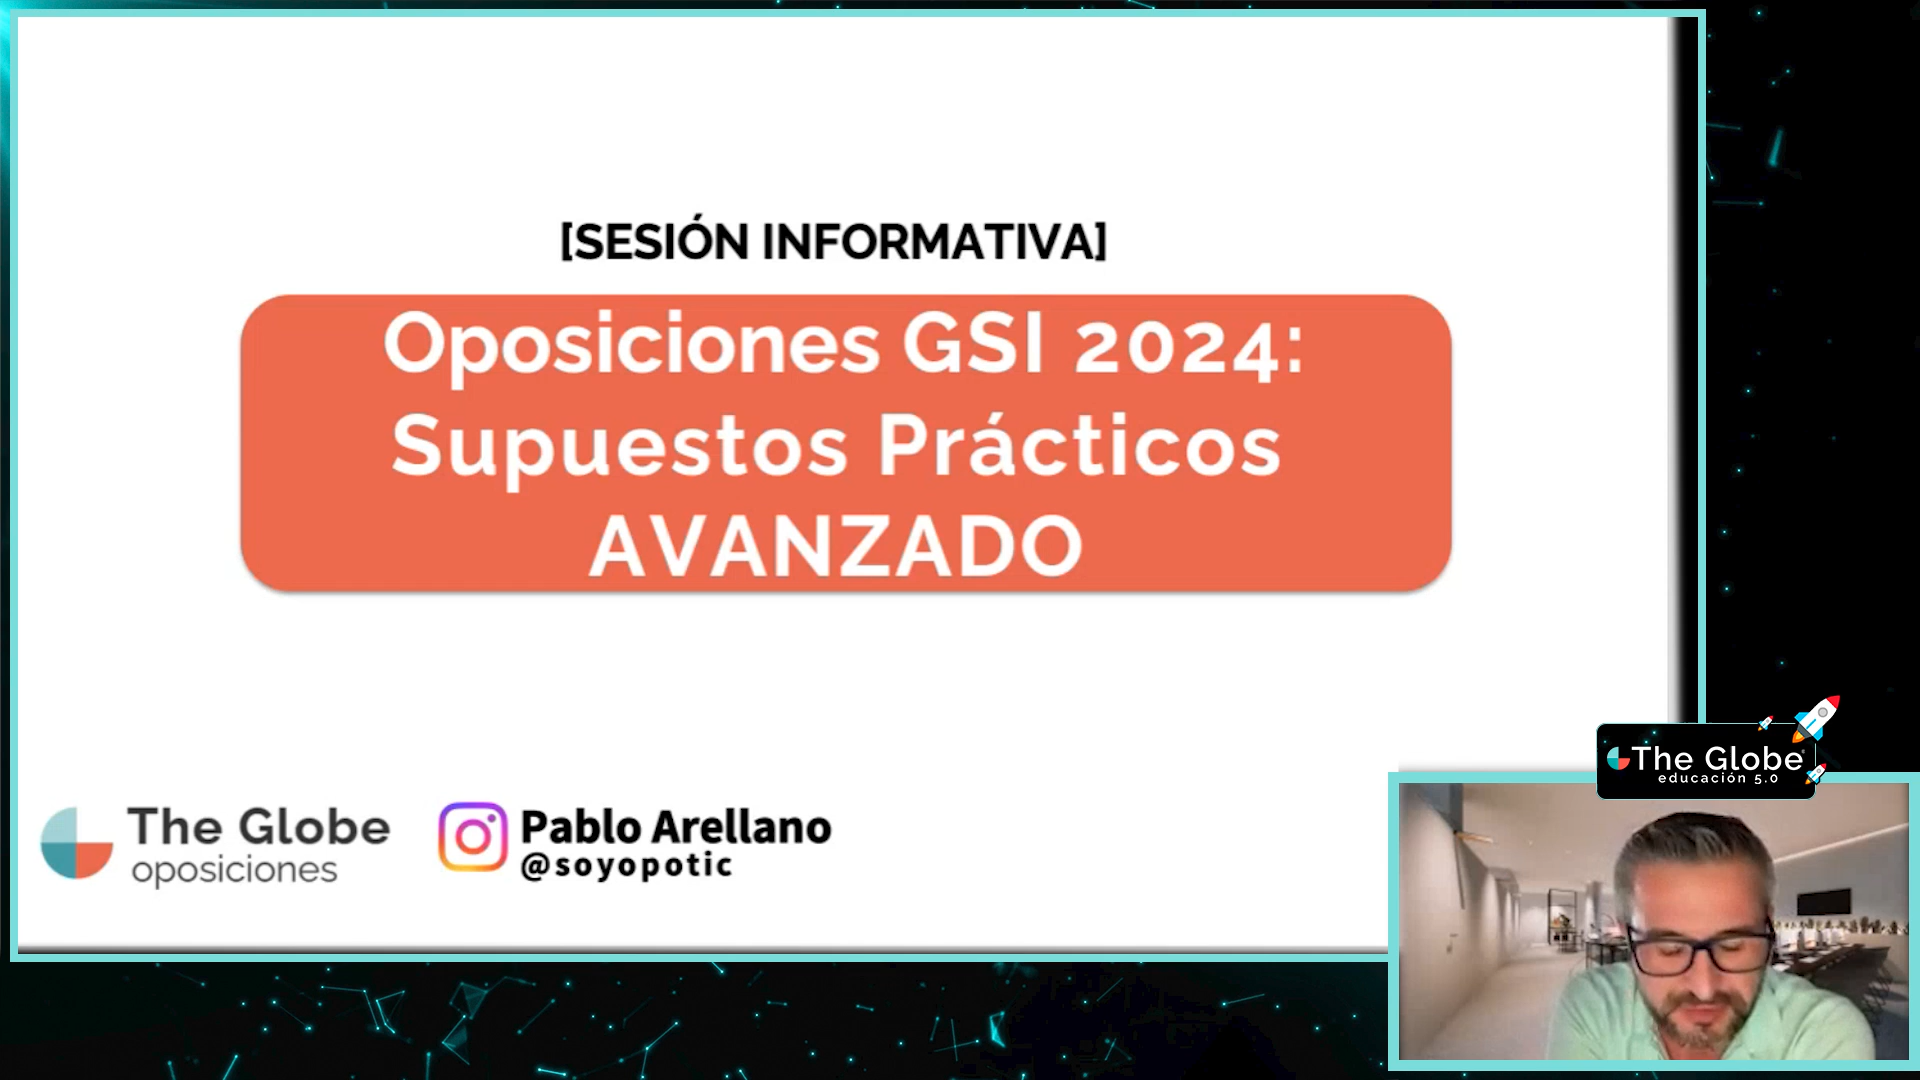 [SESIÓN INFORMATIVA]
Oposiciones GSI 2024:
Supuestos Prácticos
AVANZADO
The Globe
oposiciones
Pablo Arellano
@soyopotic
The Globe
educación 5.0